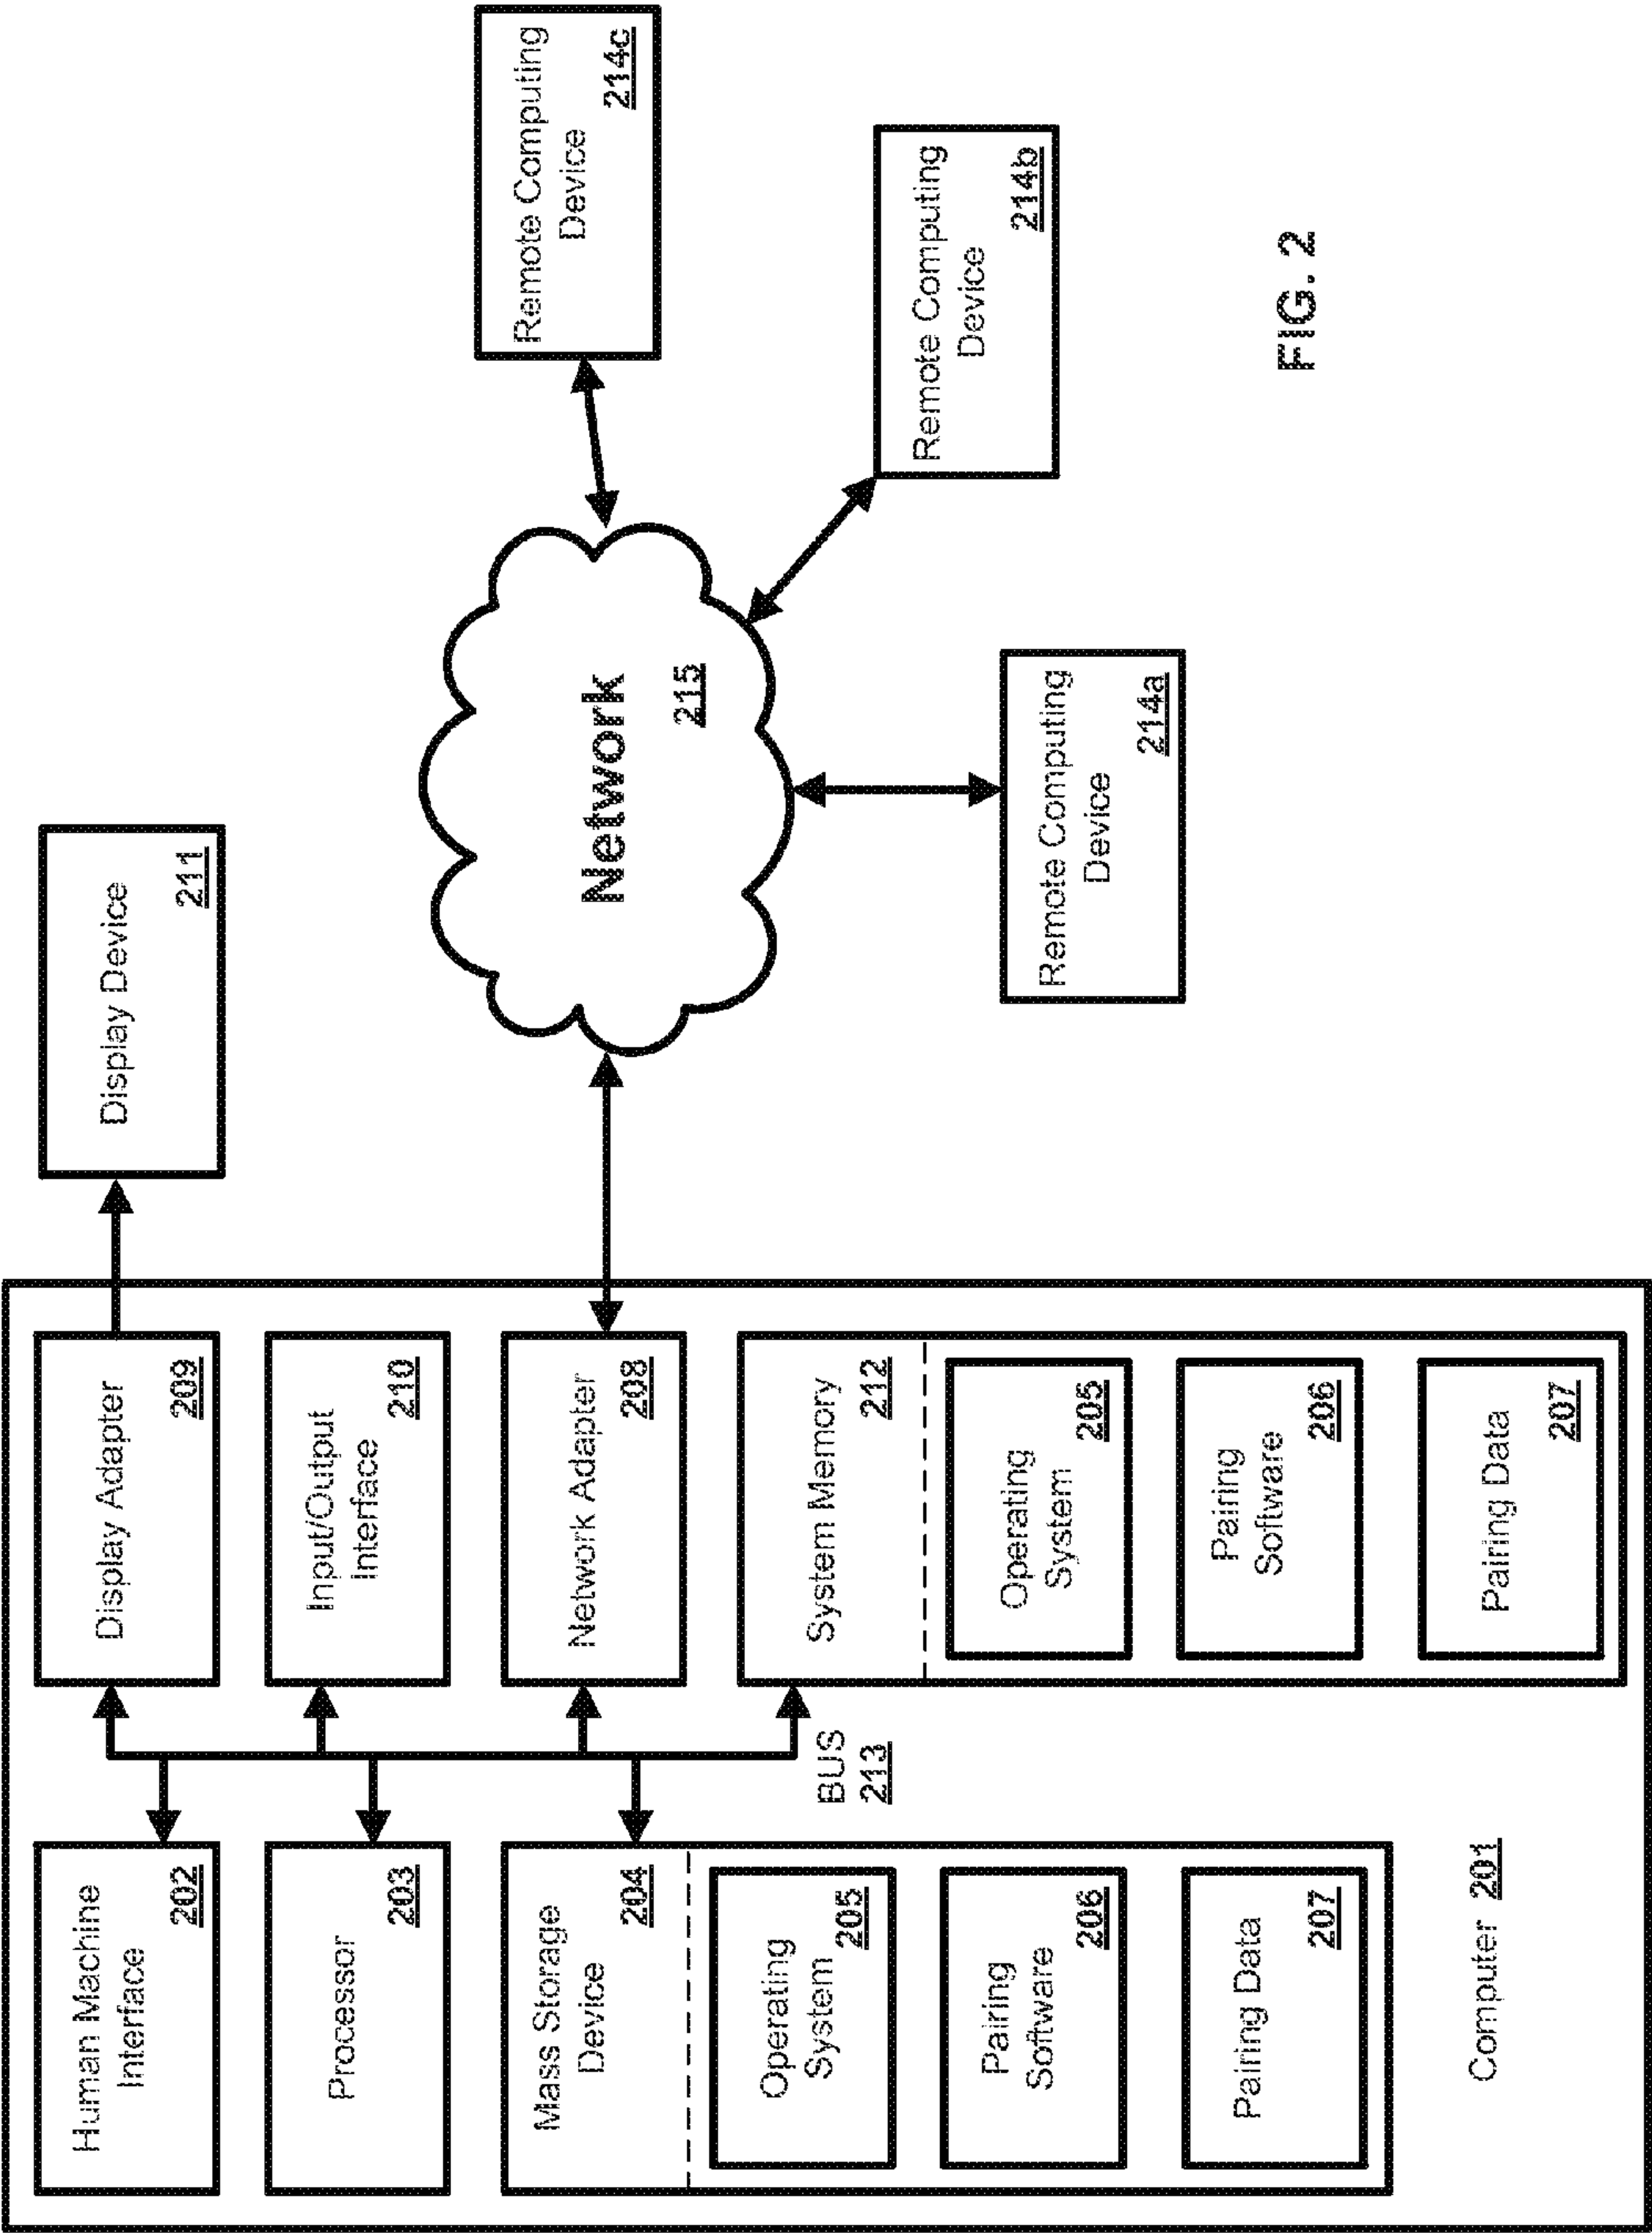 Human Machine
Interface
202
Processor
203
Mass Storage
Device
204
Operating
System
205
Pairing
Software
206
Pairing Data
207
Computer 201
BUS
213
Display Adapter
209
Input/Output
Interface
210
Network Adapter
208
System Memory
212
Operating
System
205
Pairing
Software
206
Pairing Data
207
Display Device
211
Network
215
Remote Computing
Device
214a
Remote Computing
Device
214b
Remote Computing
Device
214c
FIG. 2